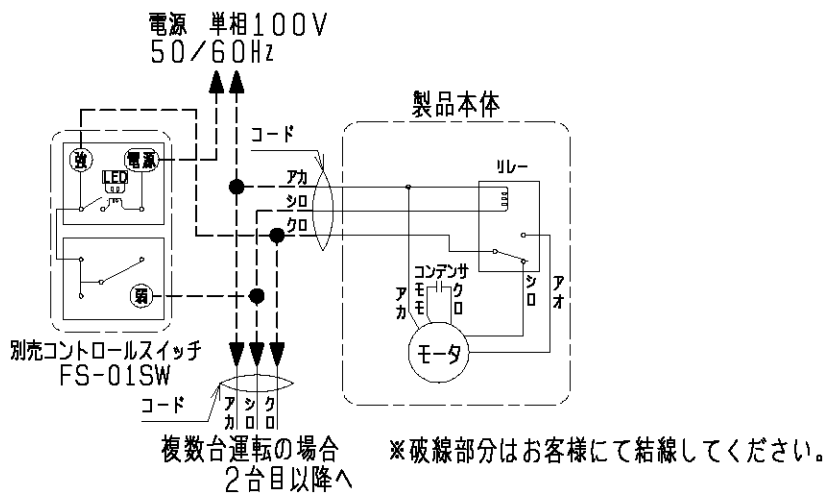 電源 単相100V
50/60Hz
製品本体
コード
強
電源
LED
アカ
シロ
クロ
リレー
弱
コンデンサ
モモ
クロ
アカ
シロ
アオ
モータ
別売コントロールスイッチ
FS-01SW
コード
アカ
シロ
クロ
複数台運転の場合
2台目以降へ
※破線部分はお客様にて結線してください。